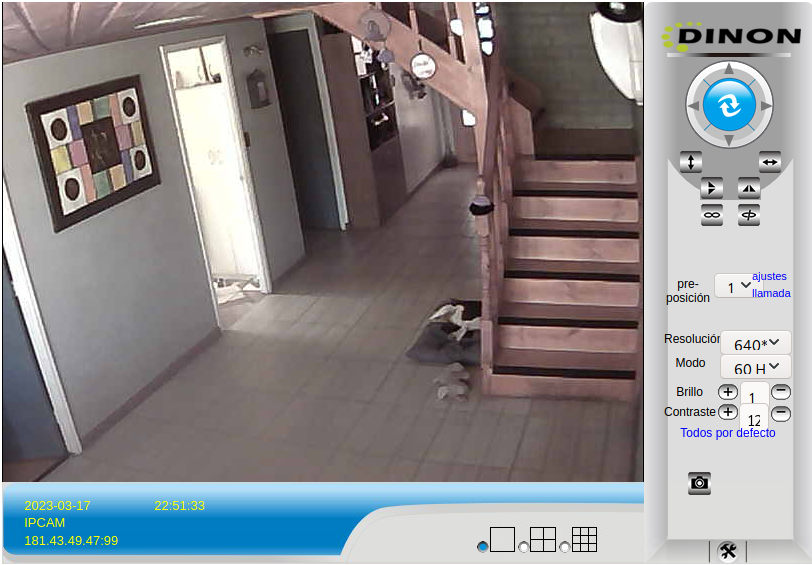 DINON
pre-
posición
1
ajustes
llamada
Resolución
640*
Modo
60 H
Brillo
+
1
-
Contraste
+
12
-
Todos por defecto
2023-03-17 22:51:33
IPCAM
181.43.49.47:99